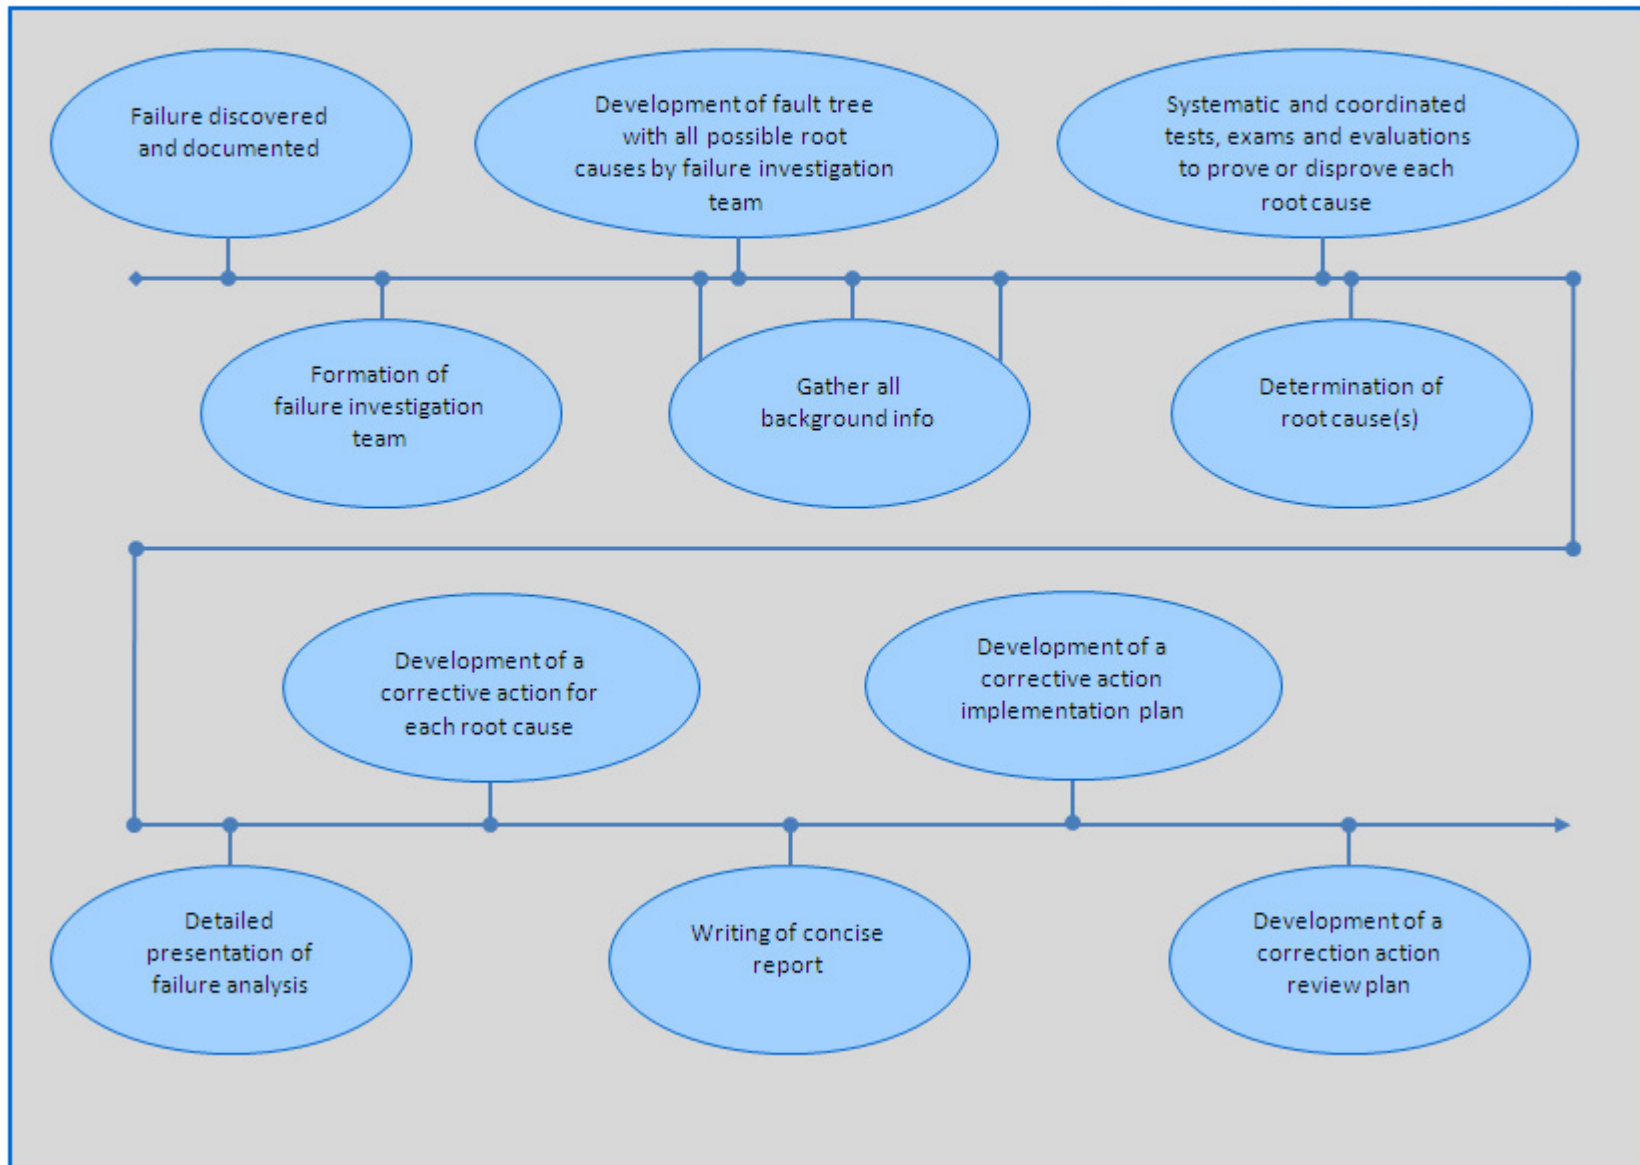 Failure discovered
and documented
Development of fault tree
with all possible root
causes by failure investigation
team
Systematic and coordinated
tests, exams and evaluations
to prove or disprove each
root cause
Formation of
failure investigation
team
Gather all
background info
Determination of
root cause(s)
Development of a
corrective action for
each root cause
Development of a
corrective action
implementation plan
Detailed
presentation of
failure analysis
Writing of concise
report
Development of a
correction action
review plan